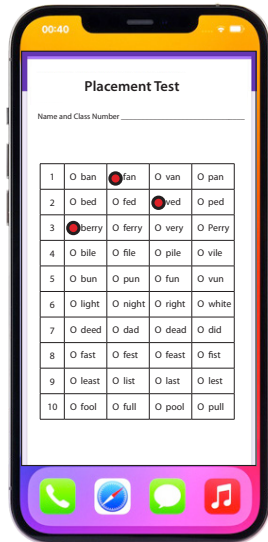 00:40
Placement Test
Name and Class Number
1 O ban fan O van O pan
2 O bed O fed ved O ped
3 berry O ferry O very O Perry
4 O bile O file O pile O vile
5 O bun O pun O fun O vun
6 O light O night O right O white
7 O deed O dad O dead O did
8 O fast O fest O feast O fist
9 O least O list O last O lest
10 O fool O full O pool O pull